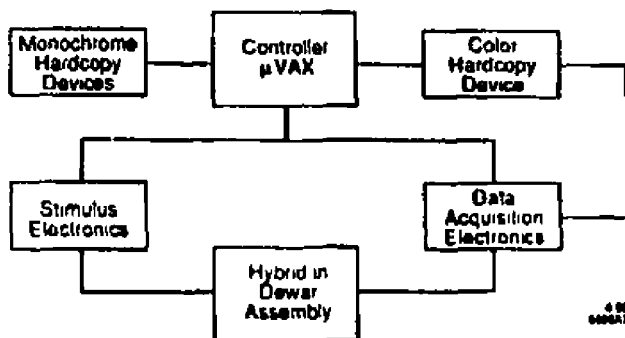 Monochrome
Hardcopy
Devices
Controller
µVAX
Color
Hardcopy
Device
Stimulus
Electronics
Data
Acquisition
Electronics
Hybrid in
Dewar
Assembly